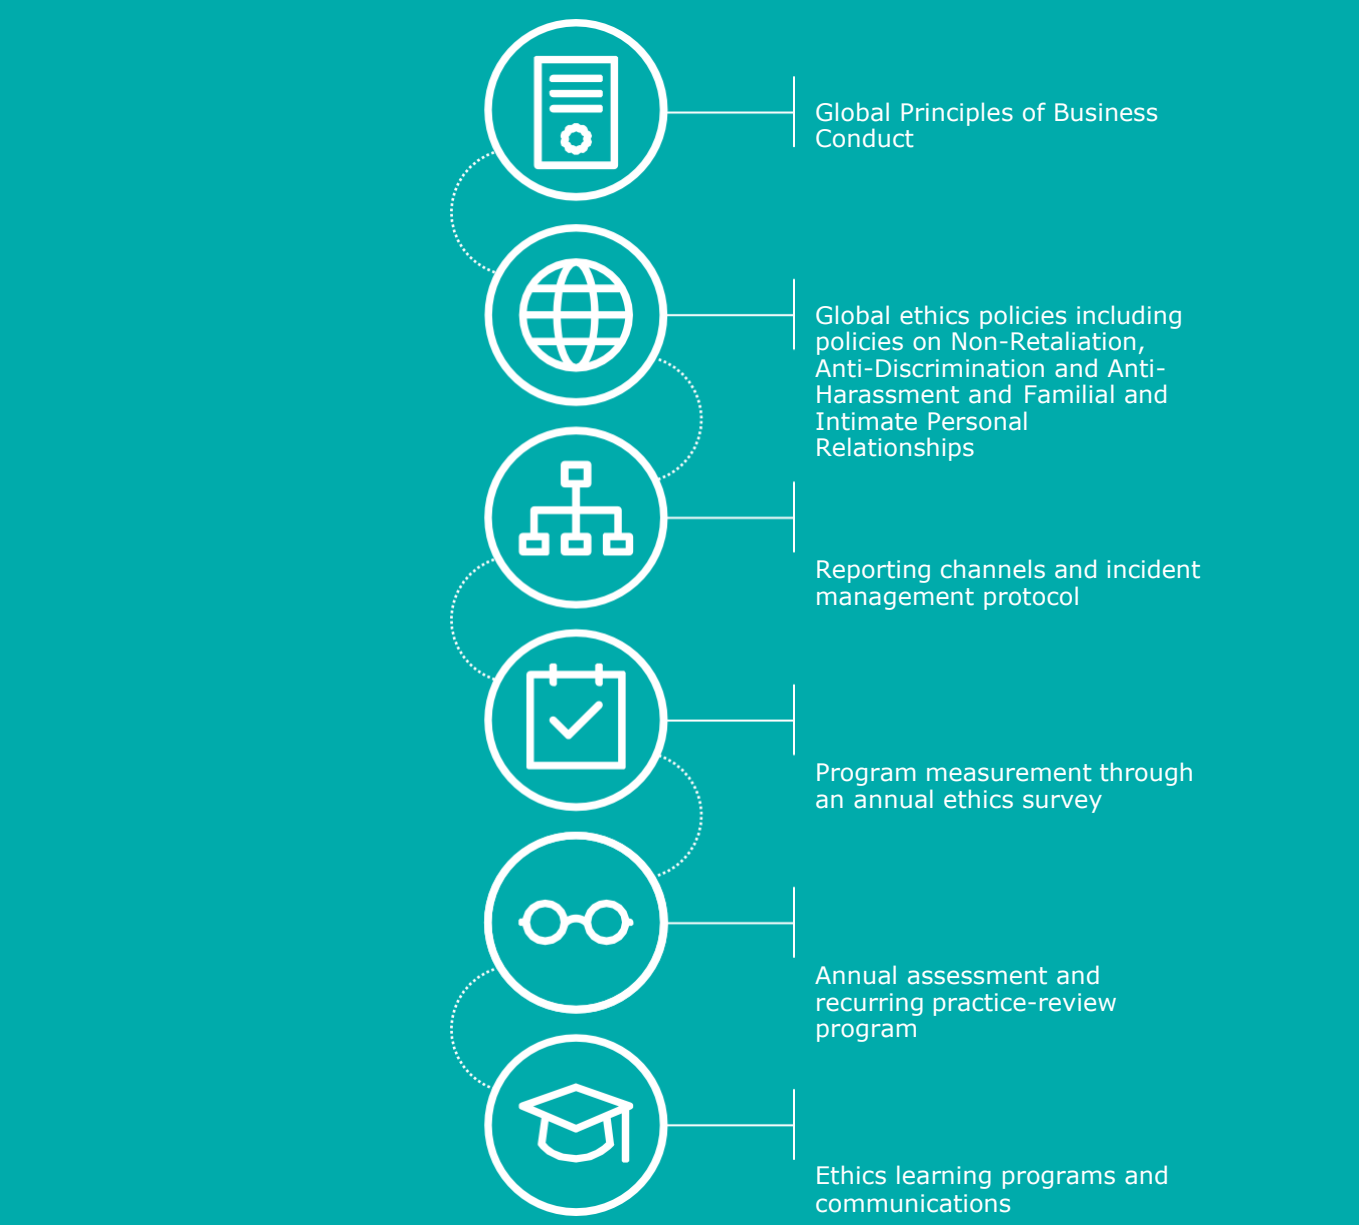 Global Principles of Business
Conduct
Global ethics policies including
policies on Non-Retaliation,
Anti-Discrimination and Anti-
Harassment and Familial and
Intimate Personal
Relationships
Reporting channels and incident
management protocol
Program measurement through
an annual ethics survey
Annual assessment and
recurring practice-review
program
Ethics learning programs and
communications